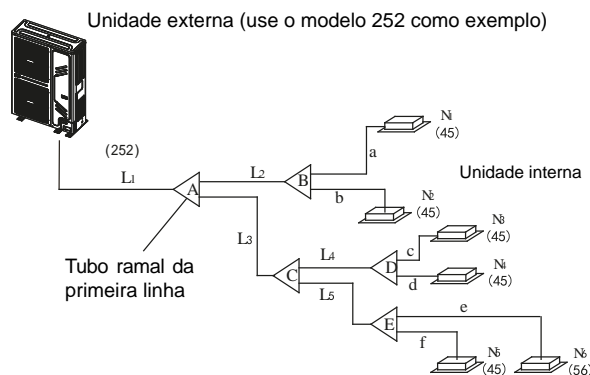 Unidade externa (use o modelo 252 como exemplo)
N1
(45)
(252)
a
L1
L2
B
Unidade interna
A
b
N2
(45)
N3
(45)
L3
L4
c
D
C
d
N4
(45)
Tubo ramal da
primeira linha
L5
e
E
f
N5
(45)
N6
(56)